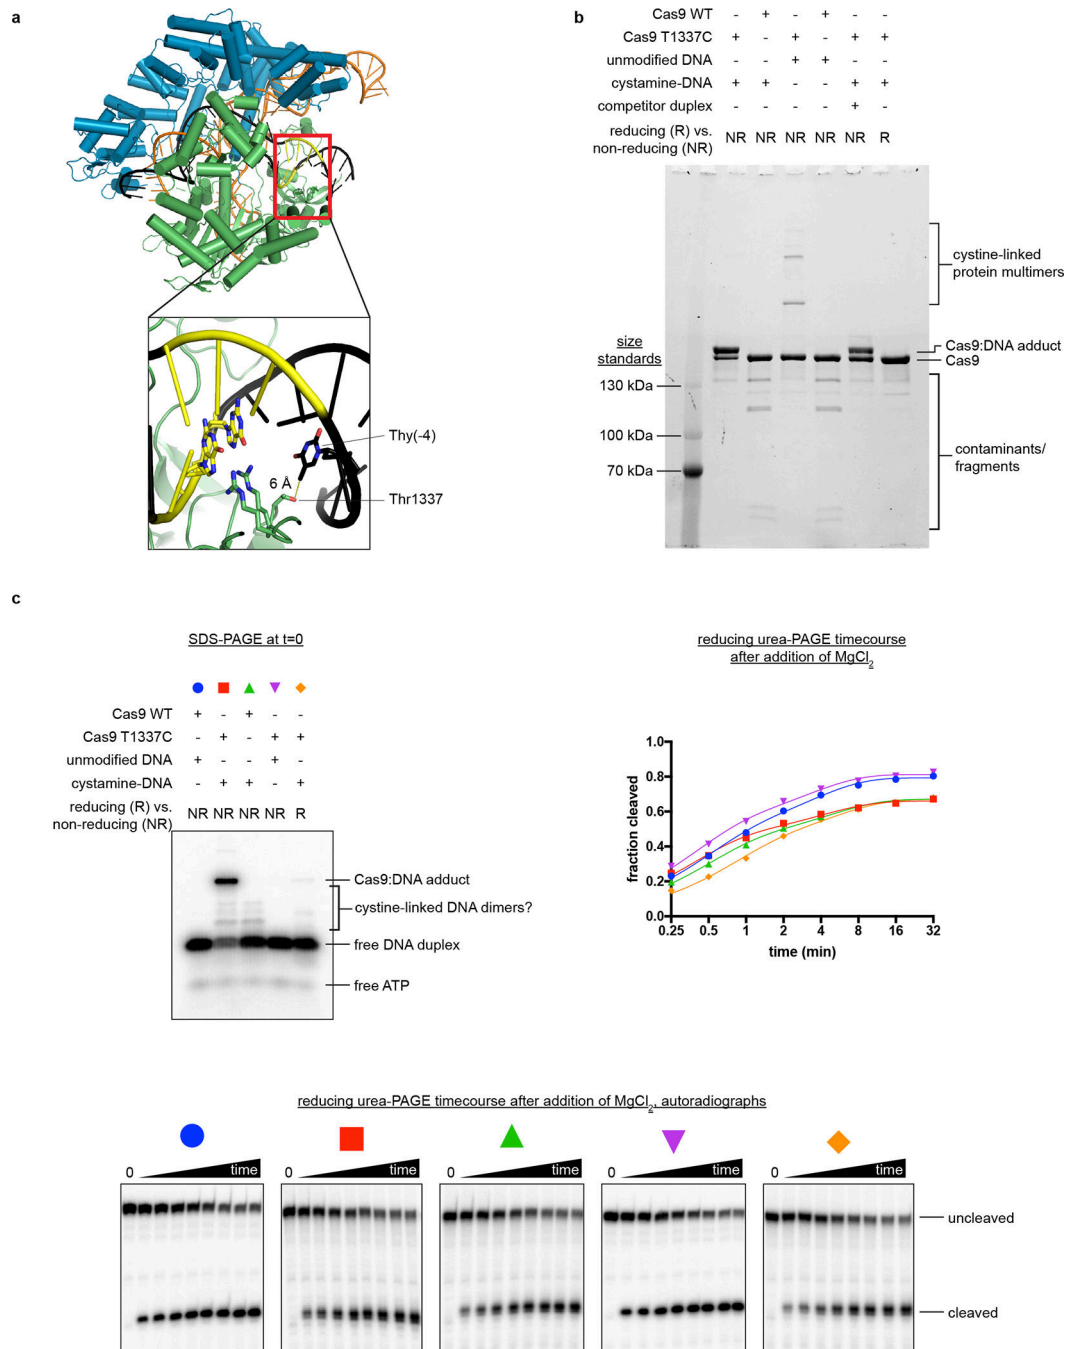 a
6 Å
Thy(-4)
Thr1337
b
Cas9 WT - + - + - -
Cas9 T1337C + - + - + +
unmodified DNA - - + + - -
cystamine-DNA + + - - + +
competitor duplex - - - - + -
reducing (R) vs.
non-reducing (NR) NR NR NR NR NR R
size
standards
130 kDa
100 kDa
70 kDa
cystine-linked
protein multimers
Cas9:DNA adduct
Cas9
contaminants/
fragments
c
SDS-PAGE at t=0
Cas9 WT + - + - -
Cas9 T1337C - + - + +
unmodified DNA + - - + -
cystamine-DNA - + + - +
reducing (R) vs.
non-reducing (NR) NR NR NR NR R
Cas9:DNA adduct
cystine-linked DNA dimers?
free DNA duplex
free ATP
reducing urea-PAGE timecourse
after addition of MgCl2
fraction cleaved
1.0
0.8
0.6
0.4
0.2
0.0
0.25 0.5 1 2 4 8 16 32
time (min)
reducing urea-PAGE timecourse after addition of MgCl2, autoradiographs
0 time
0 time
0 time
0 time
0 time
uncleaved
cleaved